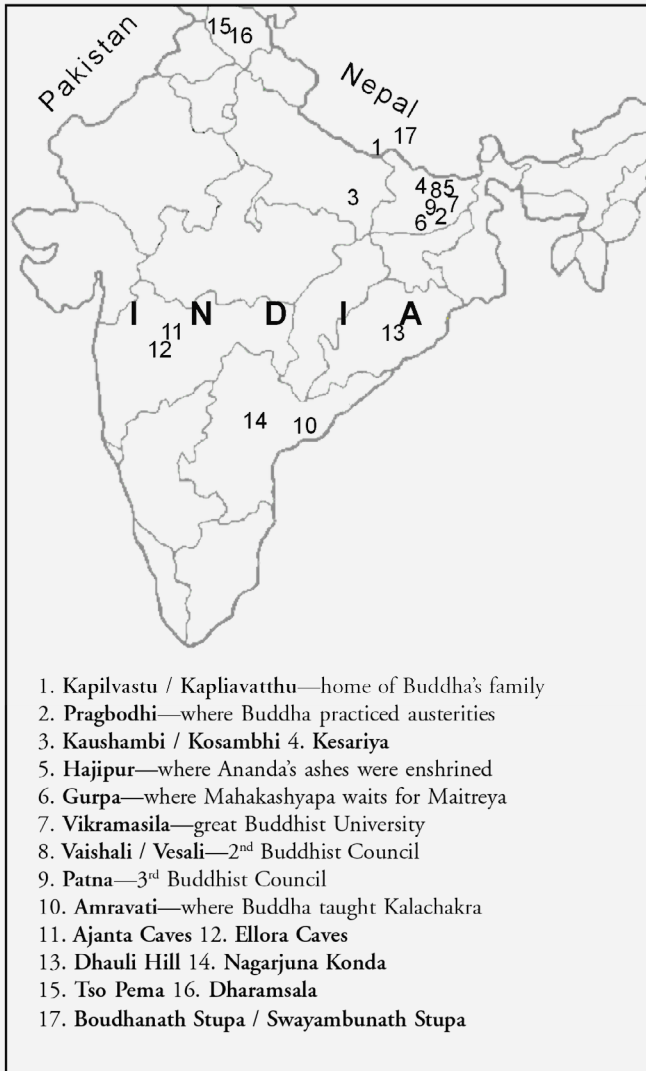 Pakistan
15
16
Nepal
17
1
4
8
5
3
9
7
6
2
I N D I A
11
13
12
14
10
1. Kapilvastu / Kapliavatthu—home of Buddha's family
2. Pragbodhi—where Buddha practiced austerities
3. Kaushambi / Kosambhi 4. Kesariya
5. Hajipur—where Ananda's ashes were enshrined
6. Gurpa—where Mahakashyapa waits for Maitreya
7. Vikramasila—great Buddhist University
8. Vaishali / Vesali—2nd Buddhist Council
9. Patna—3rd Buddhist Council
10. Amravati—where Buddha taught Kalachakra
11. Ajanta Caves 12. Ellora Caves
13. Dhauli Hill 14. Nagarjuna Konda
15. Tso Pema 16. Dharamsala
17. Boudhanath Stupa / Swayambunath Stupa